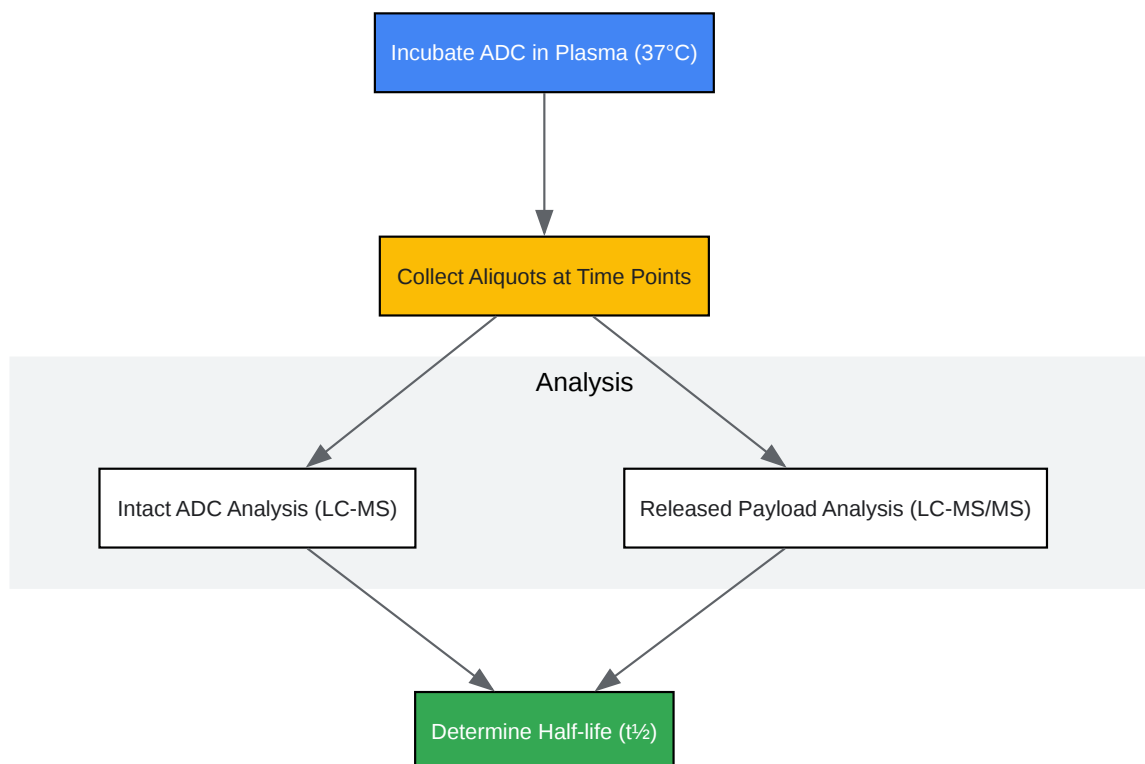 Incubate ADC in Plasma (37°C)
Collect Aliquots at Time Points
Analysis
Intact ADC Analysis (LC-MS)
Released Payload Analysis (LC-MS/MS)
Determine Half-life (t½)